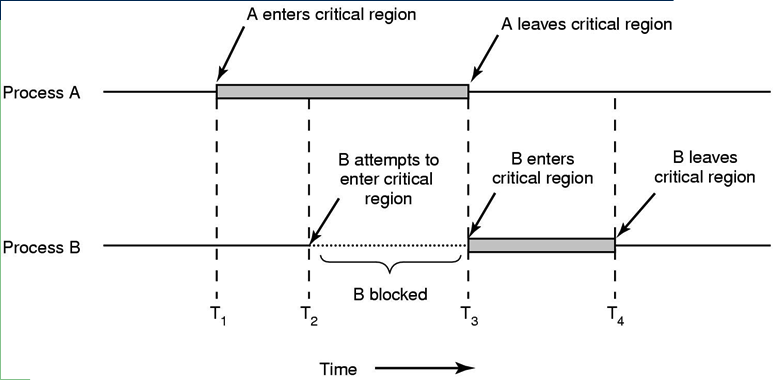 A enters critical region
A leaves critical region
Process A
B attempts to
enter critical
region
B enters
critical region
B leaves
critical region
Process B
B blocked
T1
T2
T3
T4
Time